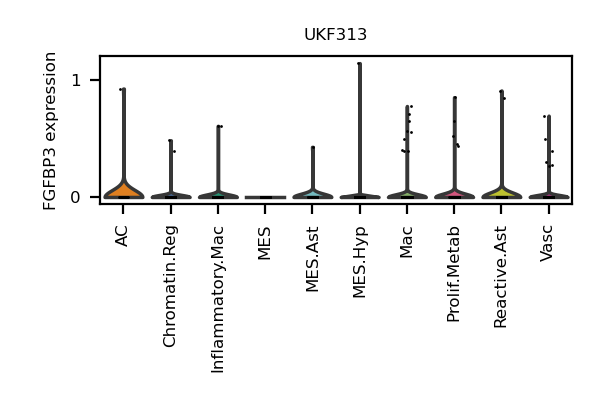 UKF313
FGFBP3 expression
1
0
AC
Chromatin.Reg
Inflammatory.Mac
MES
MES.Ast
MES.Hyp
Mac
Prolif.Metab
Reactive.Ast
Vasc